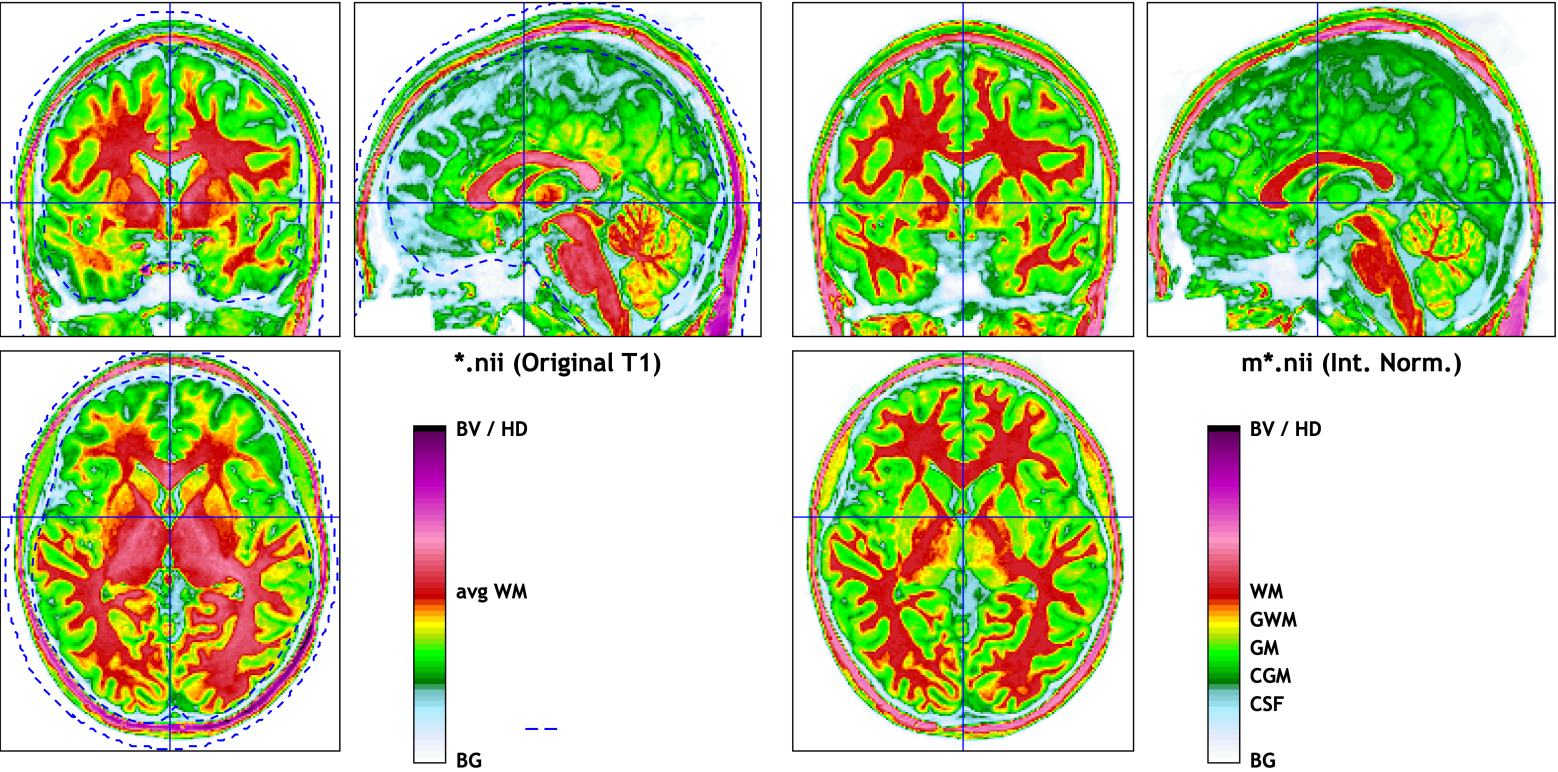 *.nii (Original T1)
BV / HD
avg WM
BG
m*.nii (Int. Norm.)
BV / HD
WM
GWM
GM
CGM
CSF
BG